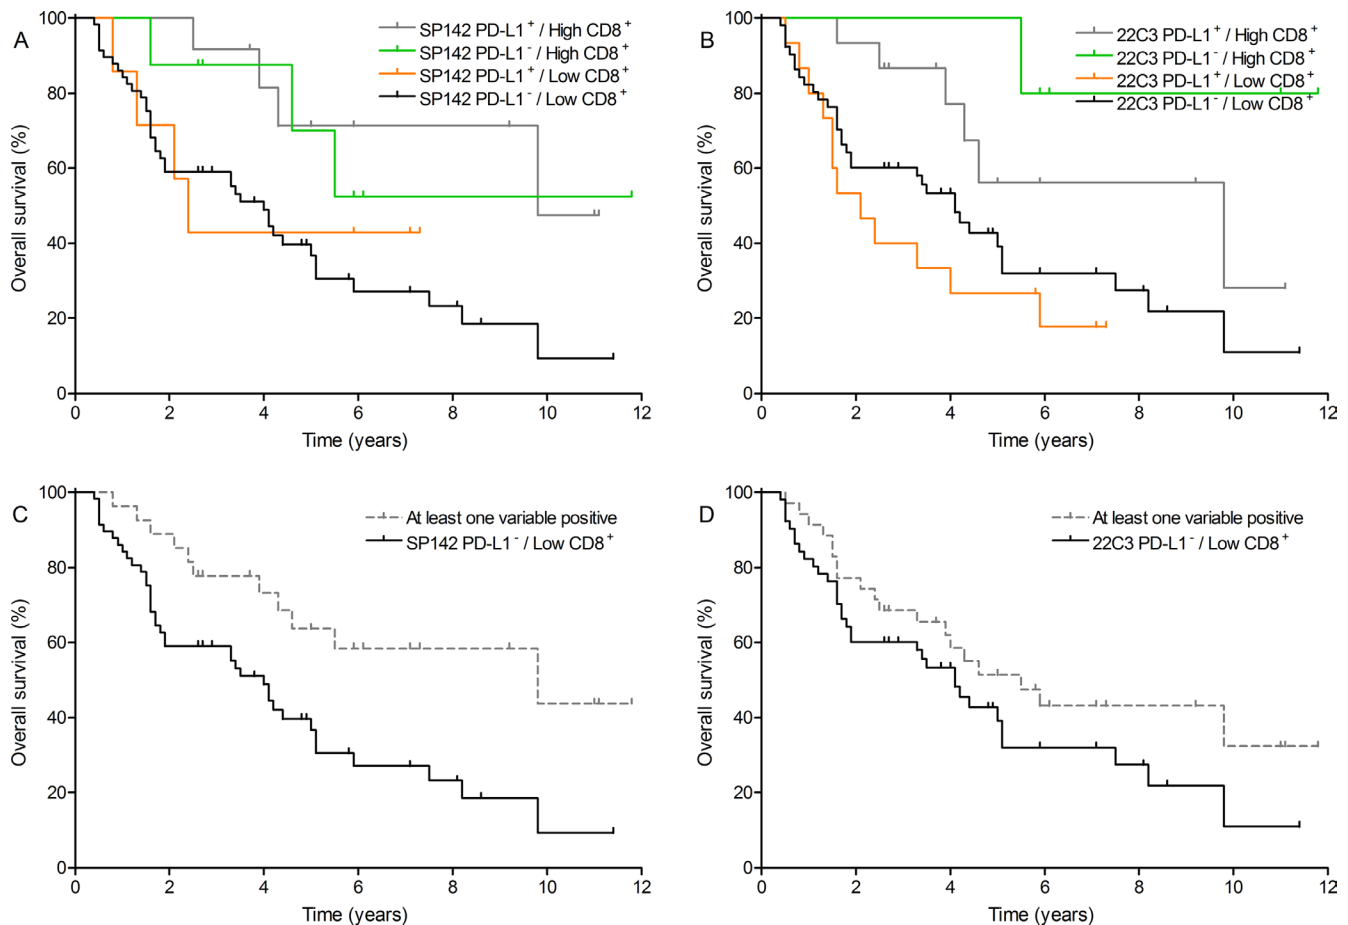 A
SP142 PD-L1⁺ / High CD8⁺
SP142 PD-L1⁻ / High CD8⁺
SP142 PD-L1⁺ / Low CD8⁺
SP142 PD-L1⁻ / Low CD8⁺
Overall survival (%)
100
80
60
40
20
0
0 2 4 6 8 10 12
Time (years)
B
22C3 PD-L1⁺ / High CD8⁺
22C3 PD-L1⁻ / High CD8⁺
22C3 PD-L1⁺ / Low CD8⁺
22C3 PD-L1⁻ / Low CD8⁺
Overall survival (%)
100
80
60
40
20
0
0 2 4 6 8 10 12
Time (years)
C
At least one variable positive
SP142 PD-L1⁻ / Low CD8⁺
Overall survival (%)
100
80
60
40
20
0
0 2 4 6 8 10 12
Time (years)
D
At least one variable positive
22C3 PD-L1⁻ / Low CD8⁺
Overall survival (%)
100
80
60
40
20
0
0 2 4 6 8 10 12
Time (years)